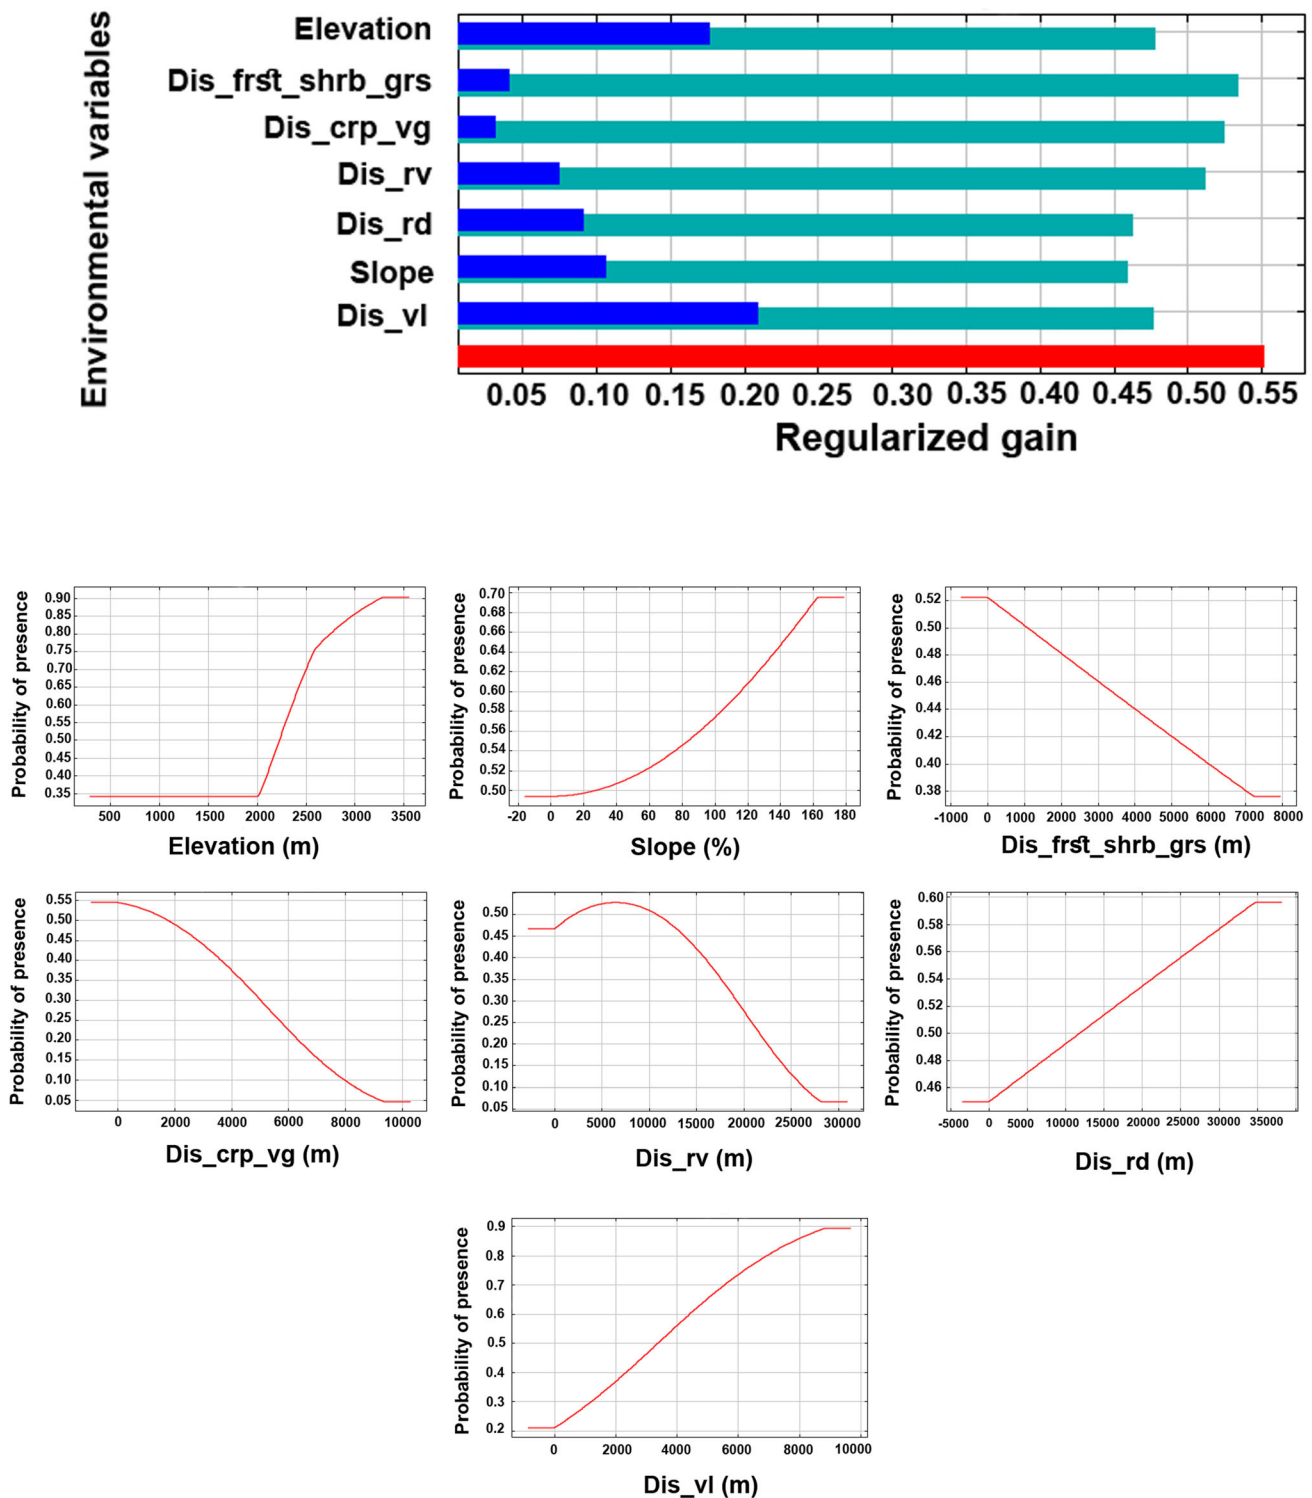 Environmental variables
Elevation
Dis_frst_shrb_grs
Dis_crp_vg
Dis_rv
Dis_rd
Slope
Dis_vl
0.05 0.10 0.15 0.20 0.25 0.30 0.35 0.40 0.45 0.50 0.55
Regularized gain
Probability of presence
0.90
0.85
0.80
0.75
0.70
0.65
0.60
0.55
0.50
0.45
0.40
0.35
500 1000 1500 2000 2500 3000 3500
Elevation (m)
Probability of presence
0.70
0.68
0.66
0.64
0.62
0.60
0.58
0.56
0.54
0.52
0.50
-20 0 20 40 60 80 100 120 140 160 180
Slope (%)
Probability of presence
0.52
0.50
0.48
0.46
0.44
0.42
0.40
0.38
-1000 0 1000 2000 3000 4000 5000 6000 7000 8000
Dis_frst_shrb_grs (m)
Probability of presence
0.55
0.50
0.45
0.40
0.35
0.30
0.25
0.20
0.15
0.10
0.05
0 2000 4000 6000 8000 10000
Dis_crp_vg (m)
Probability of presence
0.50
0.45
0.40
0.35
0.30
0.25
0.20
0.15
0.10
0.05
0 5000 10000 15000 20000 25000 30000
Dis_rv (m)
Probability of presence
0.60
0.58
0.56
0.54
0.52
0.50
0.48
0.46
-5000 0 5000 10000 15000 20000 25000 30000 35000
Dis_rd (m)
Probability of presence
0.9
0.8
0.7
0.6
0.5
0.4
0.3
0.2
0 2000 4000 6000 8000 10000
Dis_vl (m)